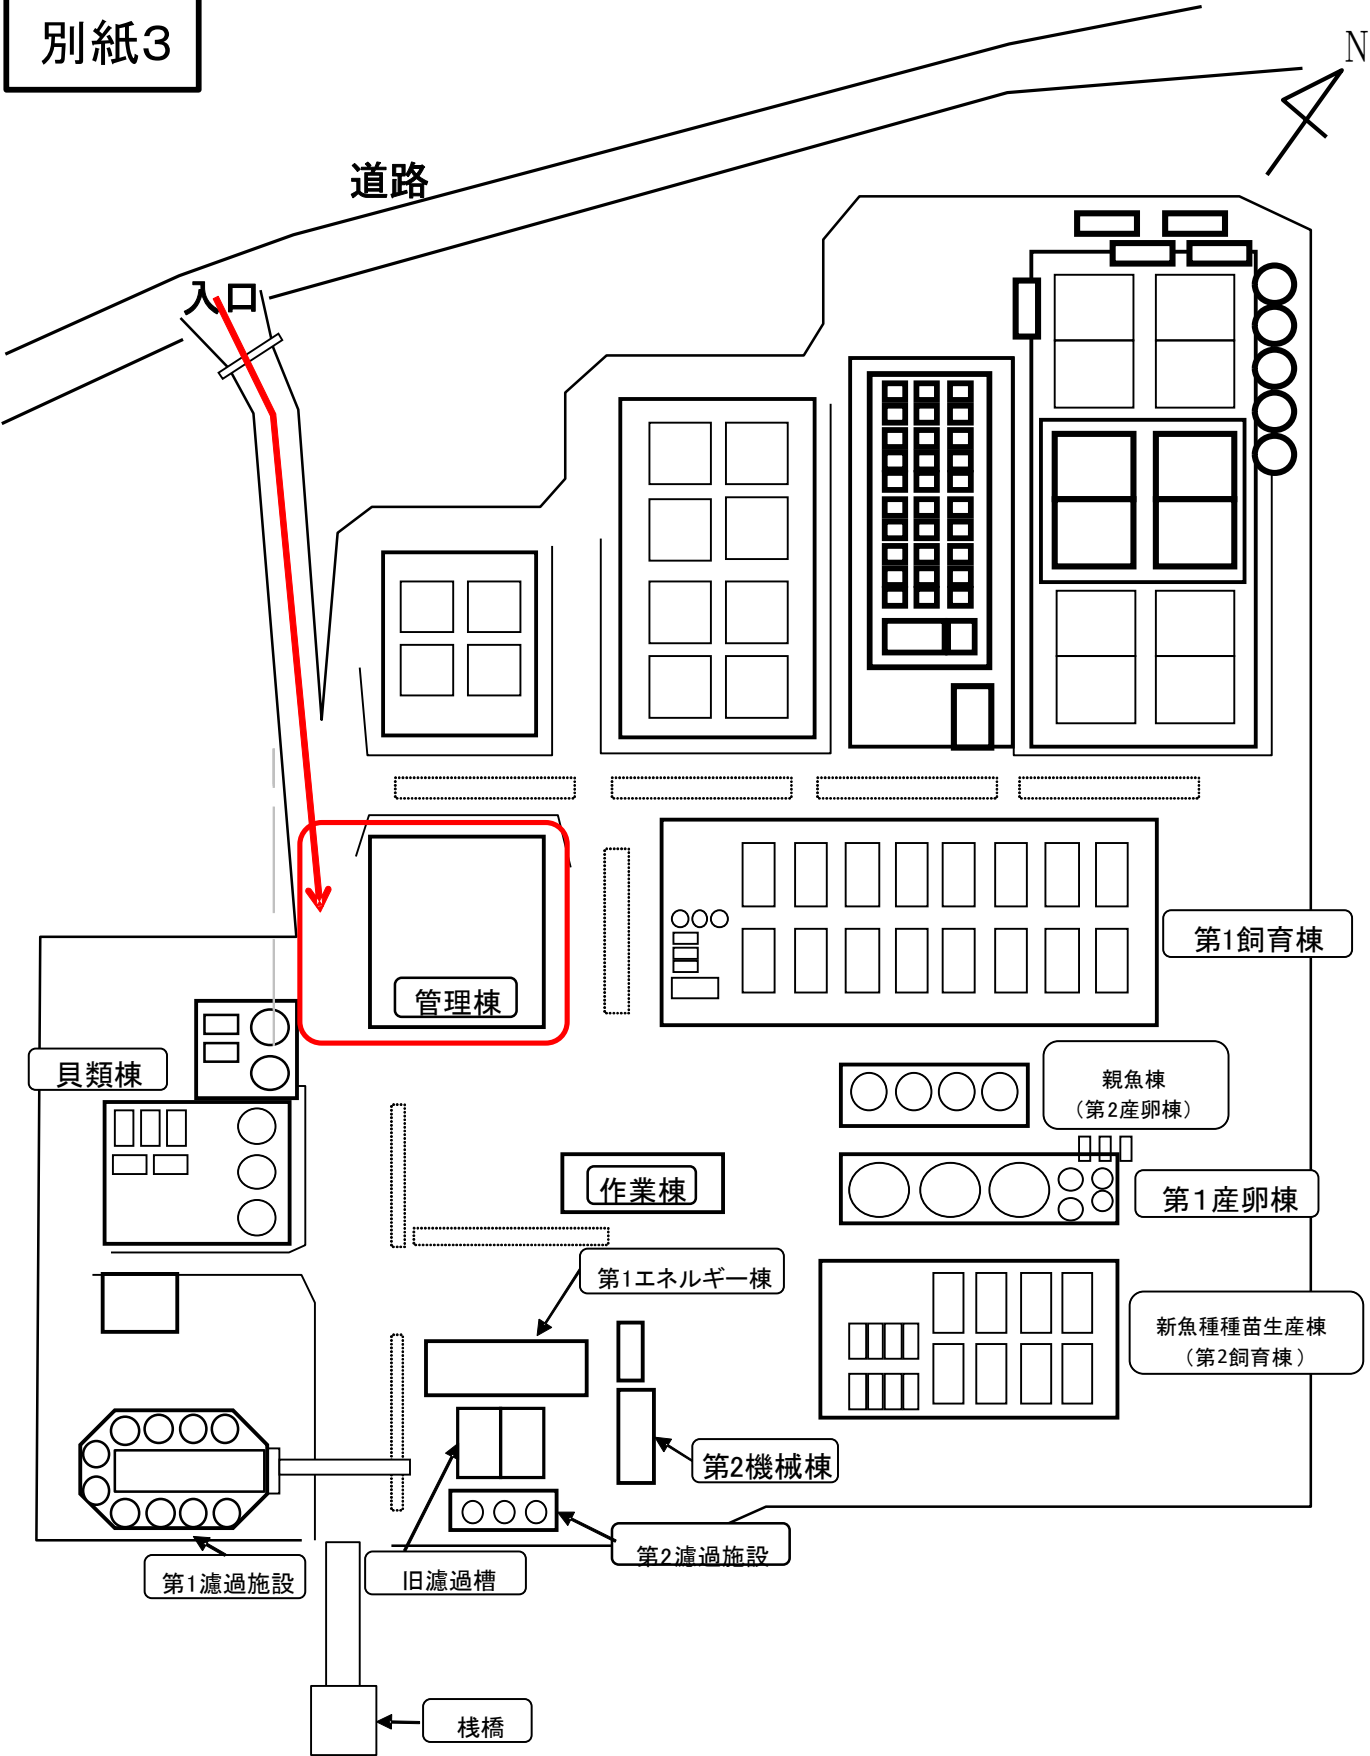 別紙3
N
道路
入口
第1飼育棟
管理棟
貝類棟
親魚棟
（第2産卵棟）
作業棟
第1産卵棟
第1エネルギー棟
新魚種種苗生産棟
（第2飼育棟）
第2機械棟
第2濾過施設
旧濾過槽
第1濾過施設
桟橋